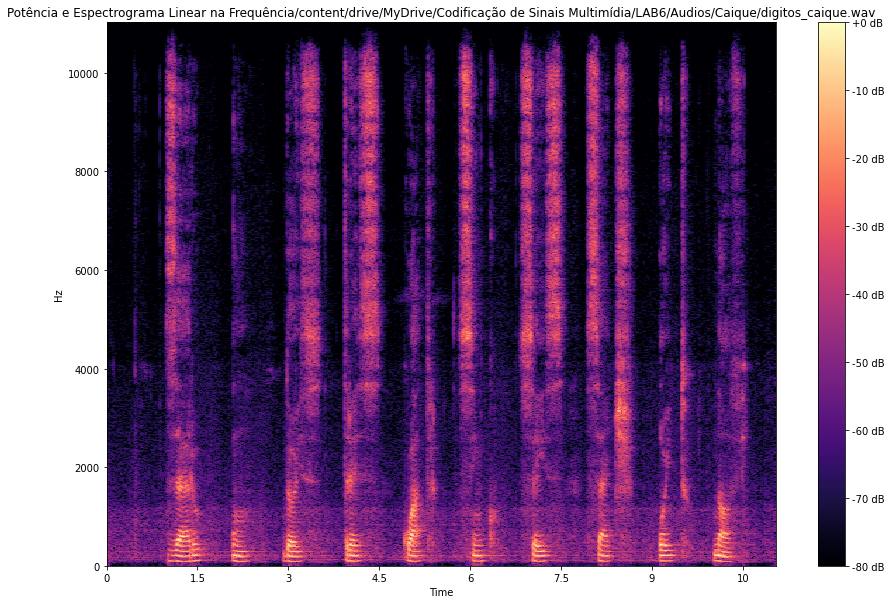 Potência e Espectrograma Linear na Frequência/content/drive/MyDrive/Codificação de Sinais Multimídia/LAB6/Audios/Caique/digitos_caique.wav
+0 dB
-10 dB
-20 dB
-30 dB
-40 dB
-50 dB
-60 dB
-70 dB
-80 dB
Hz
10000
8000
6000
4000
2000
0
0 1.5 3 4.5 6 7.5 9 10
Time